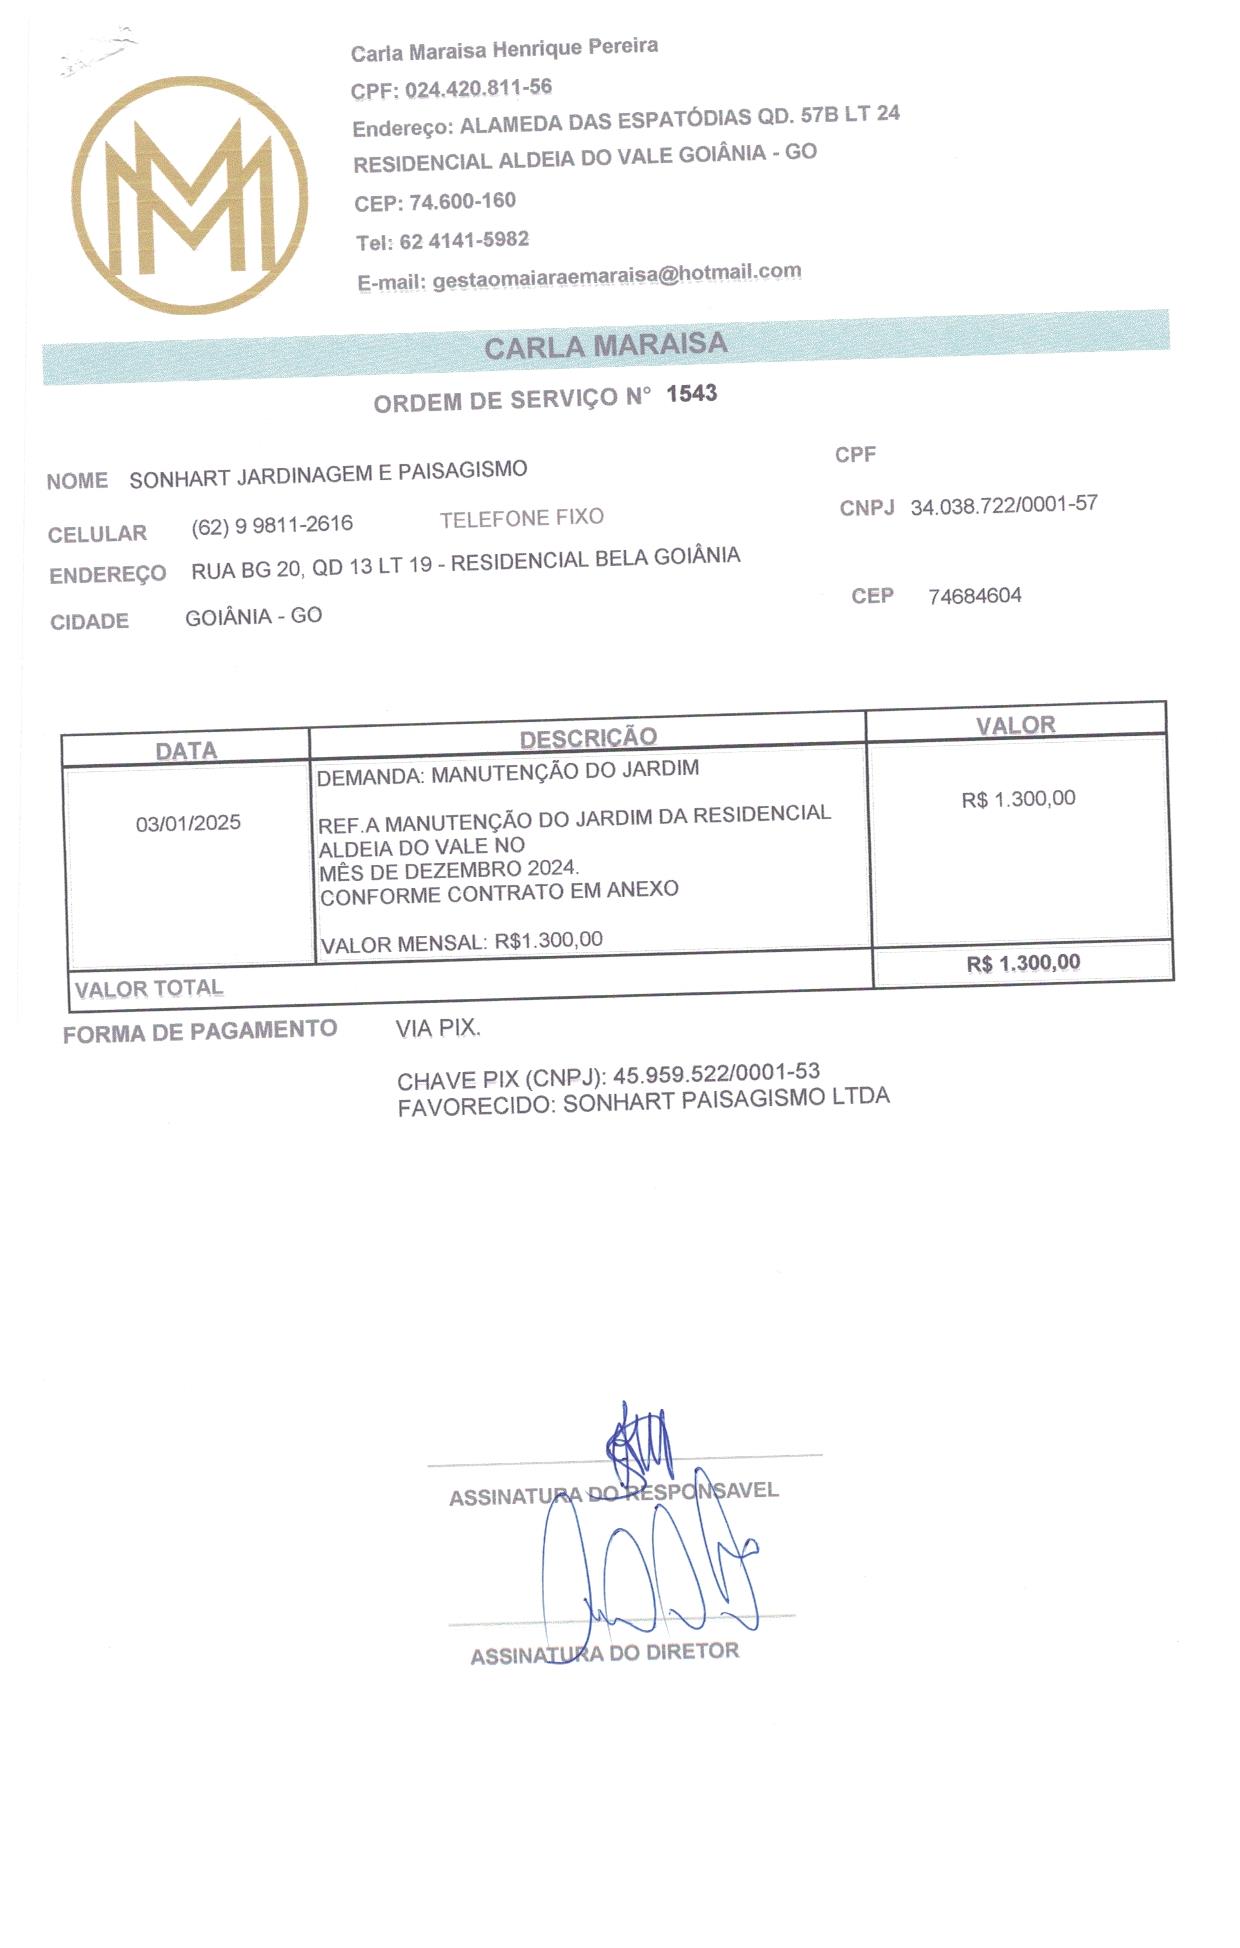 Carla Maraisa Henrique Pereira
CPF: 024.420.811-56
Endereço: ALAMEDA DAS ESPATÓDIAS QD. 57B LT 24
RESIDENCIAL ALDEIA DO VALE GOIÂNIA - GO
CEP: 74.600-160
Tel: 62 4141-5982
E-mail: gestaomaiaraemaraisa@hotmail.com
CARLA MARAISA
ORDEM DE SERVIÇO N° 1543
NOME SONHART JARDINAGEM E PAISAGISMO CPF
CELULAR (62) 9 9811-2616 TELEFONE FIXO CNPJ 34.038.722/0001-57
ENDEREÇO RUA BG 20, QD 13 LT 19 - RESIDENCIAL BELA GOIÂNIA
CIDADE GOIÂNIA - GO CEP 74684604
DATA DESCRIÇÃO VALOR
DEMANDA: MANUTENÇÃO DO JARDIM
03/01/2025 REF.A MANUTENÇÃO DO JARDIM DA RESIDENCIAL R$ 1.300,00
ALDEIA DO VALE NO
MÊS DE DEZEMBRO 2024.
CONFORME CONTRATO EM ANEXO
VALOR MENSAL: R$1.300,00
VALOR TOTAL R$ 1.300,00
FORMA DE PAGAMENTO VIA PIX.
CHAVE PIX (CNPJ): 45.959.522/0001-53
FAVORECIDO: SONHART PAISAGISMO LTDA
ASSINATURA DO RESPONSAVEL
ASSINATURA DO DIRETOR